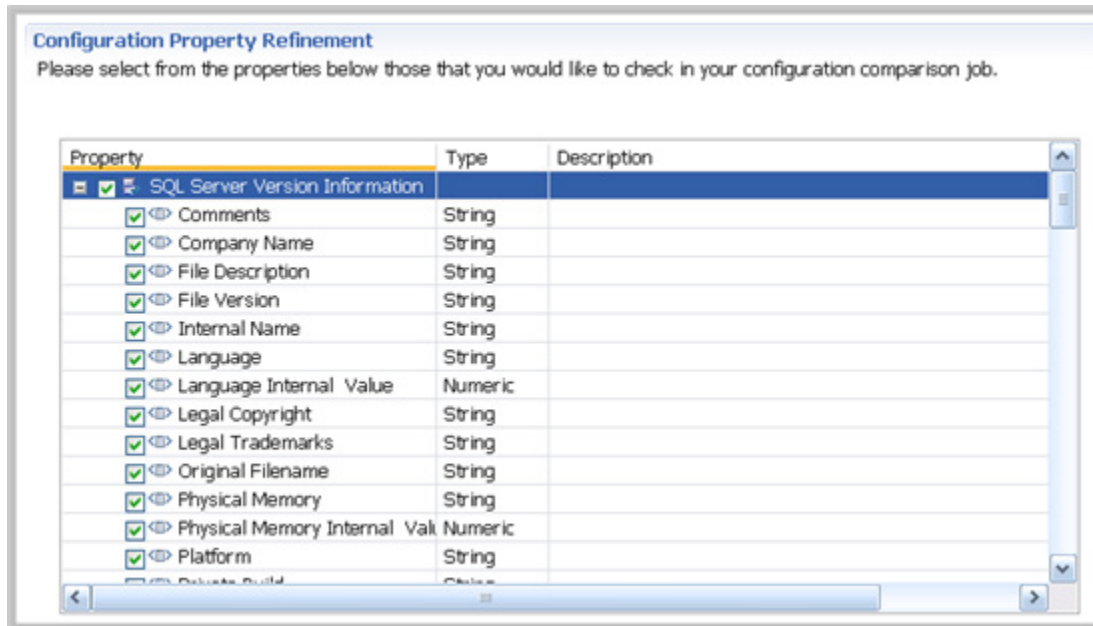 Configuration Property Refinement
Please select from the properties below those that you would like to check in your configuration comparison job.
Property Type Description
SQL Server Version Information
Comments String
Company Name String
File Description String
File Version String
Internal Name String
Language String
Language Internal Value Numeric
Legal Copyright String
Legal Trademarks String
Original Filename String
Physical Memory String
Physical Memory Internal Valu Numeric
Platform String
Private Build String